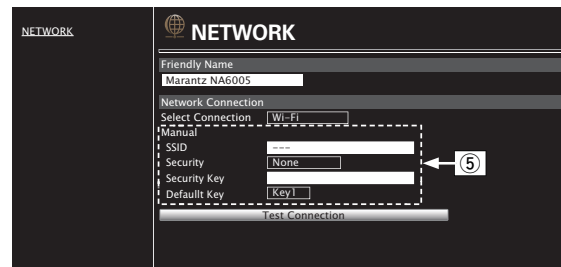 NETWORK
NETWORK
Friendly Name
Marantz NA6005
Network Connection
Select Connection Wi-Fi
Manual
SSID ---
Security None
Security Key
Defaullt Key Key1
Test Connection
⑤